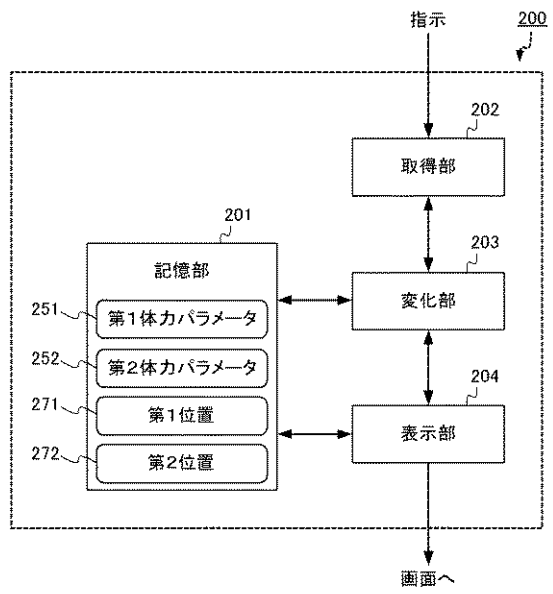 指示
200
202
取得部
201
203
記憶部
変化部
251
第1体力パラメータ
252
第2体力パラメータ
204
271
第1位置
表示部
272
第2位置
画面へ